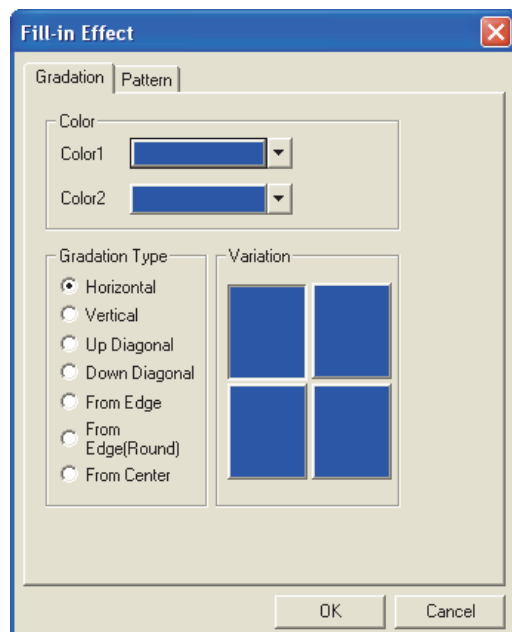 Fill-in Effect
Gradation Pattern
Color
Color1
Color2
Gradation Type
Horizontal
Vertical
Up Diagonal
Down Diagonal
From Edge
From
Edge(Round)
From Center
Variation
OK Cancel